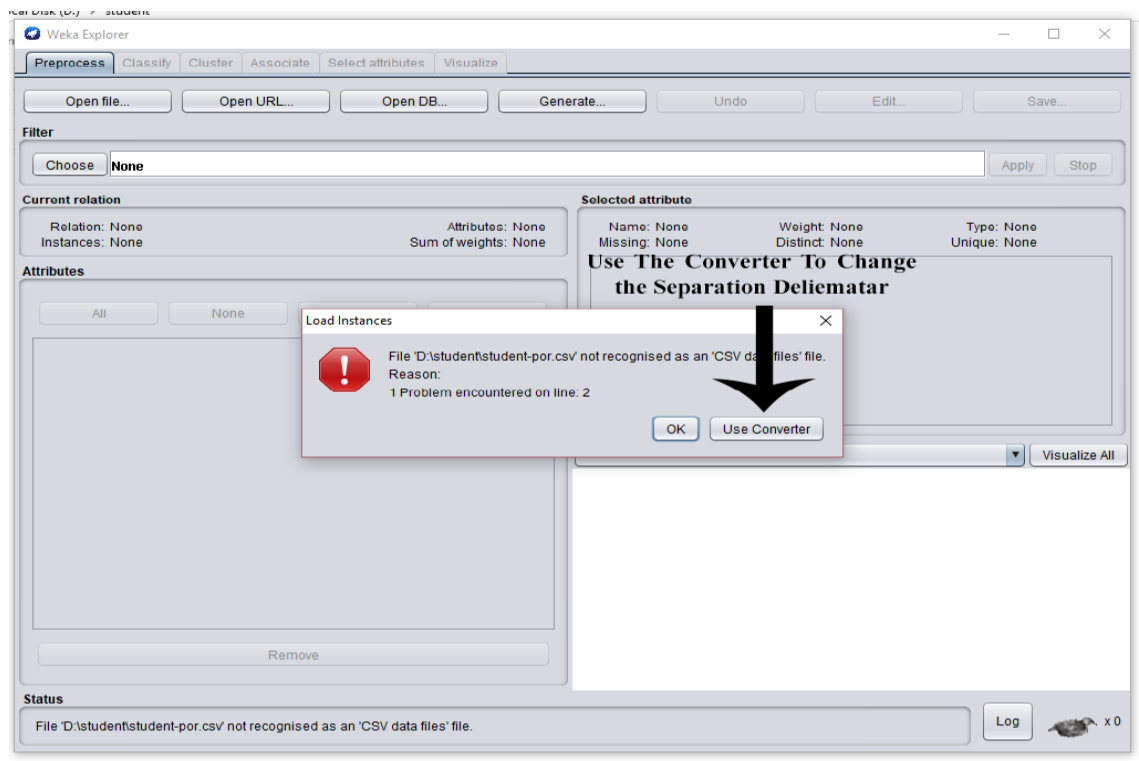 student
Weka Explorer
Preprocess Classify Cluster Associate Select attributes Visualize
Open file... Open URL... Open DB... Generate... Undo Edit... Save...
Filter
Choose None Apply Stop
Current relation
Relation: None Attributes: None
Instances: None Sum of weights: None
Selected attribute
Name: None Weight: None Type: None
Missing: None Distinct: None Unique: None
Use The Converter To Change
the Separation Deliematar
Attributes
All None
Load Instances
File 'D:\student\student-por.csv' not recognised as an 'CSV data files' file.
Reason:
1 Problem encountered on line: 2
OK Use Converter
Visualize All
Remove
Status
File 'D:\student\student-por.csv' not recognised as an 'CSV data files' file.
Log x 0